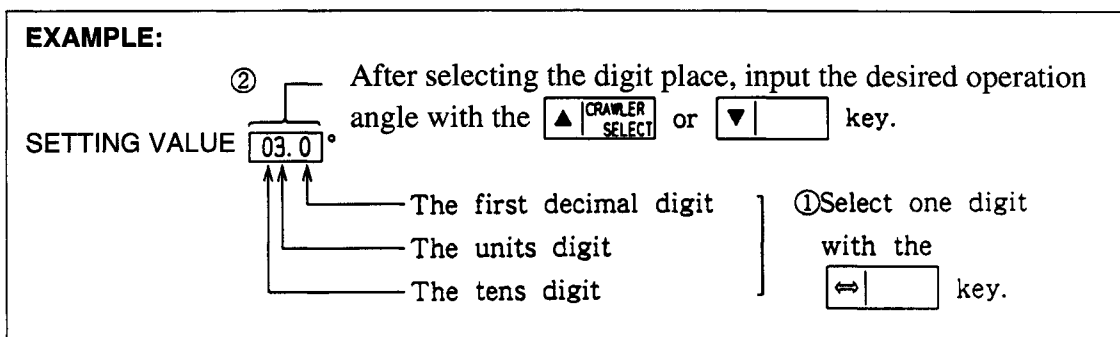 EXAMPLE:
② After selecting the digit place, input the desired operation
angle with the ▲ CRAWLER SELECT or ▼ key.
SETTING VALUE 03.0°
The first decimal digit
The units digit
The tens digit
①Select one digit
with the
⇔ key.